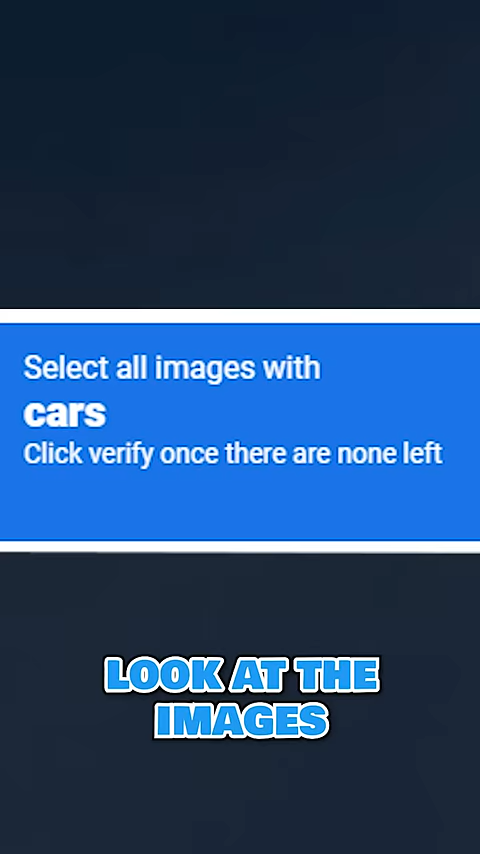 Select all images with
cars
Click verify once there are none left
LOOK AT THE
IMAGES